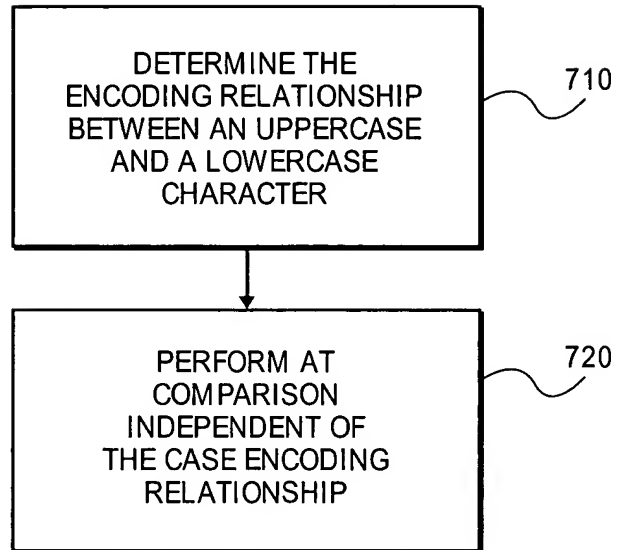 DETERMINE THE
ENCODING RELATIONSHIP
BETWEEN AN UPPERCASE
AND A LOWERCASE
CHARACTER
710
PERFORM AT
COMPARISON
INDEPENDENT OF
THE CASE ENCODING
RELATIONSHIP
720